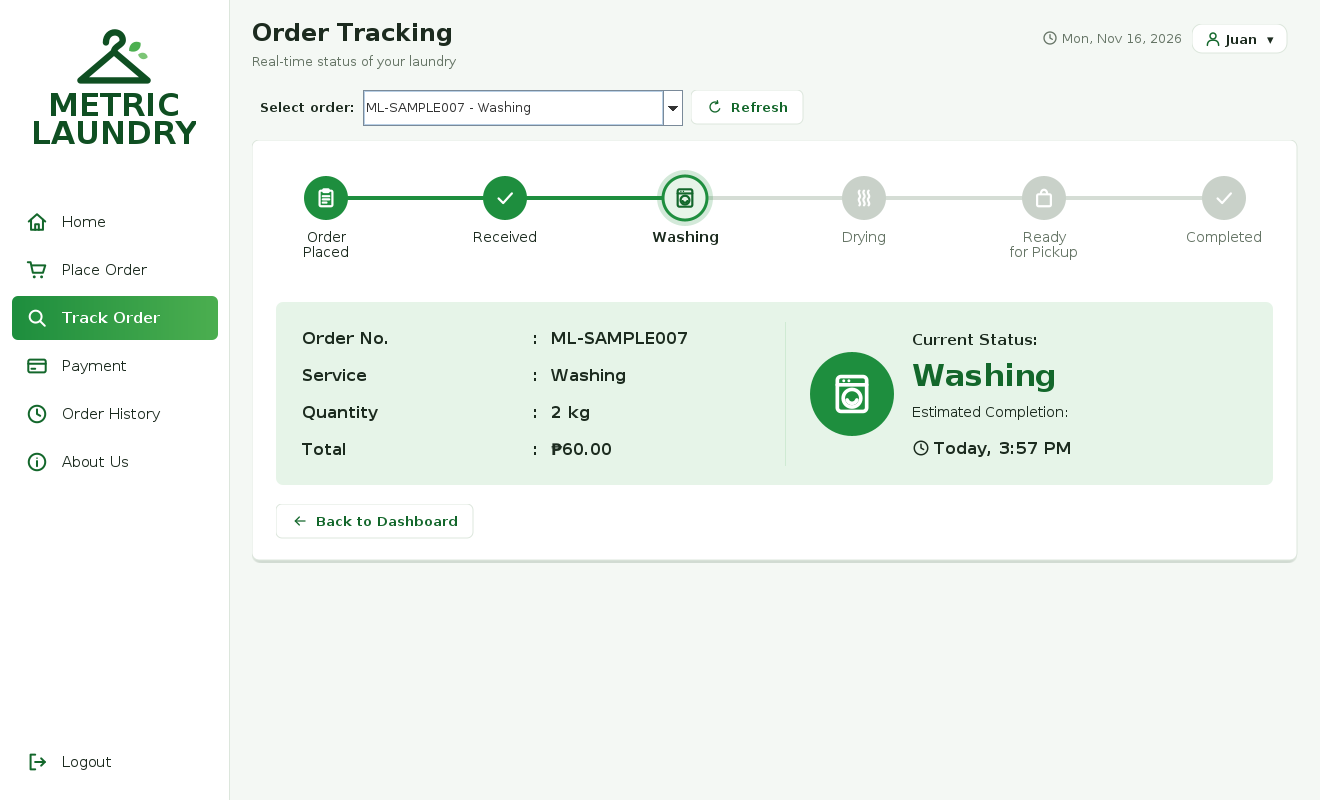 METRIC
LAUNDRY
Home
Place Order
Track Order
Payment
Order History
About Us
Logout
Order Tracking
Real-time status of your laundry
Mon, Nov 16, 2026
Juan ▾
Select order: ML-SAMPLE007 - Washing Refresh
Order
Placed
Received
Washing
Drying
Ready
for Pickup
Completed
Order No. : ML-SAMPLE007
Service : Washing
Quantity : 2 kg
Total : ₱60.00
Current Status:
Washing
Estimated Completion:
Today, 3:57 PM
Back to Dashboard